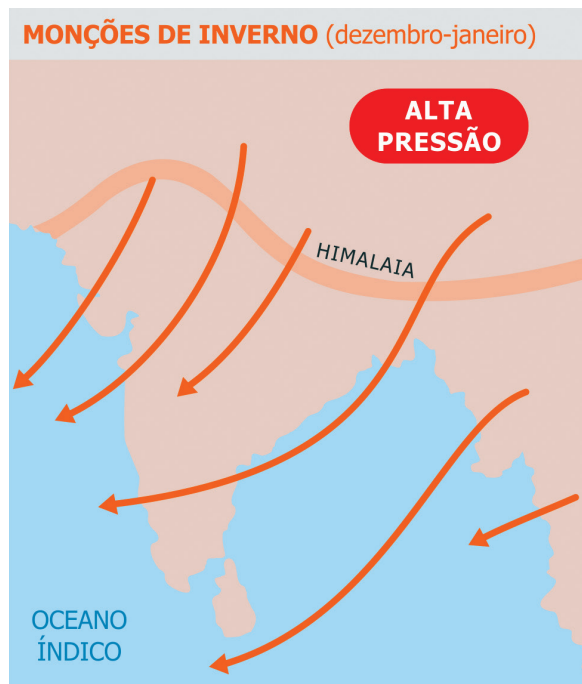 MONÇÕES DE INVERNO (dezembro-janeiro)
ALTA
PRESSÃO
HIMALAIA
OCEANO
ÍNDICO